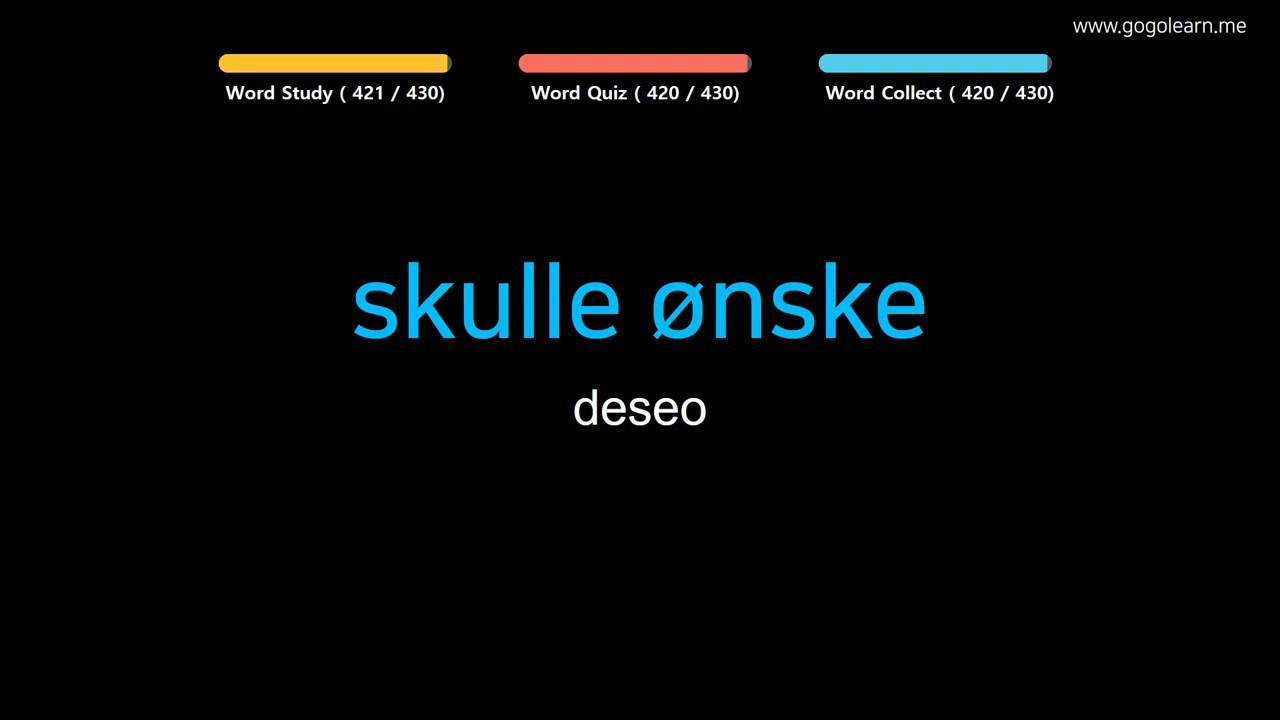 www.gogolearn.me
Word Study ( 421 / 430)
Word Quiz ( 420 / 430)
Word Collect ( 420 / 430)
skulle ønske
deseo